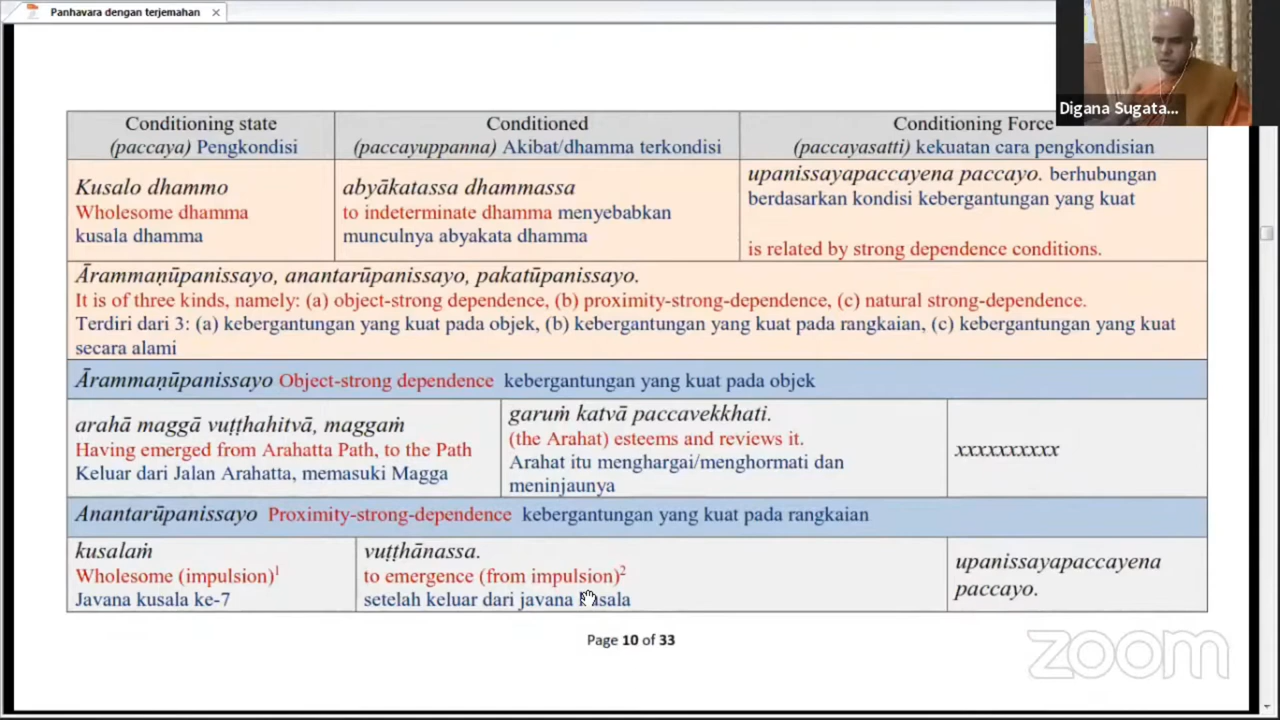 Panhavara dengan terjemahan
Digana Sugata...
Conditioning state
(paccaya) Pengkondisi
Conditioned
(paccayuppanna) Akibat/dhamma terkondisi
Conditioning Force
(paccayasatti) kekuatan cara pengkondisian
Kusalo dhammo
Wholesome dhamma
kusala dhamma
abyākatassa dhammassa
to indeterminate dhamma menyebabkan
munculnya abyakata dhamma
upanissayapaccayena paccayo. berhubungan
berdasarkan kondisi kebergantungan yang kuat
is related by strong dependence conditions.
Ārammaṇūpanissayo, anantarūpanissayo, pakatūpanissayo.
It is of three kinds, namely: (a) object-strong dependence, (b) proximity-strong-dependence, (c) natural strong-dependence.
Terdiri dari 3: (a) kebergantungan yang kuat pada objek, (b) kebergantungan yang kuat pada rangkaian, (c) kebergantungan yang kuat
secara alami
Ārammaṇūpanissayo Object-strong dependence kebergantungan yang kuat pada objek
arahā maggā vuṭṭhahitvā, maggaṁ
Having emerged from Arahatta Path, to the Path
Keluar dari Jalan Arahatta, memasuki Magga
garuṁ katvā paccavekkhati.
(the Arahat) esteems and reviews it.
Arahat itu menghargai/menghormati dan
meninjaunya
xxxxxxxxxx
Anantarūpanissayo Proximity-strong-dependence kebergantungan yang kuat pada rangkaian
kusalaṁ
Wholesome (impulsion)1
Javana kusala ke-7
vuṭṭhānassa.
to emergence (from impulsion)2
setelah keluar dari javana kusala
upanissayapaccayena
paccayo.
Page 10 of 33
zoom